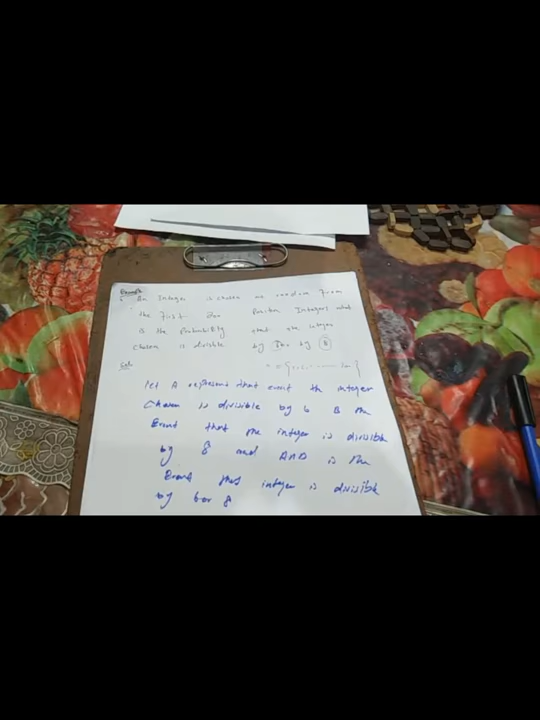 Example
5. An Integer is chosen at random from
the first 200 positive Integers what
is the Probability that the integer
chosen is divisible by 6 or by 8
Sol.
let A represent that event the integer
Chosen is divisible by 6 B the
Event that the integer is divisible
by 8 and AnB is the
Event that integer is divisible
by 6 or 8